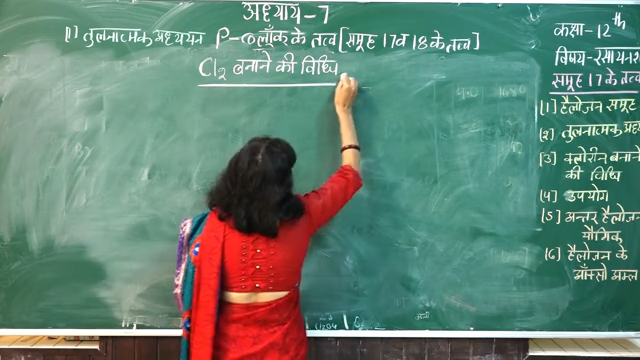 अध्याय-7
[1] तुलनात्मक अध्ययन P-ब्लॉक के तत्व [समूह 17 व 18 के तत्व]
Cl₂ बनाने की विधि
कक्षा-12th
विषय-रसायन
समूह 17 के तत्व
[1] हैलोजन समूह
[2] तुलनात्मक
[3] क्लोरीन बनाने
की विधि
[4] उपयोग
[5] अन्तर हैलोजन
यौगिक
[6] हैलोजन के
ऑक्सो अम्ल